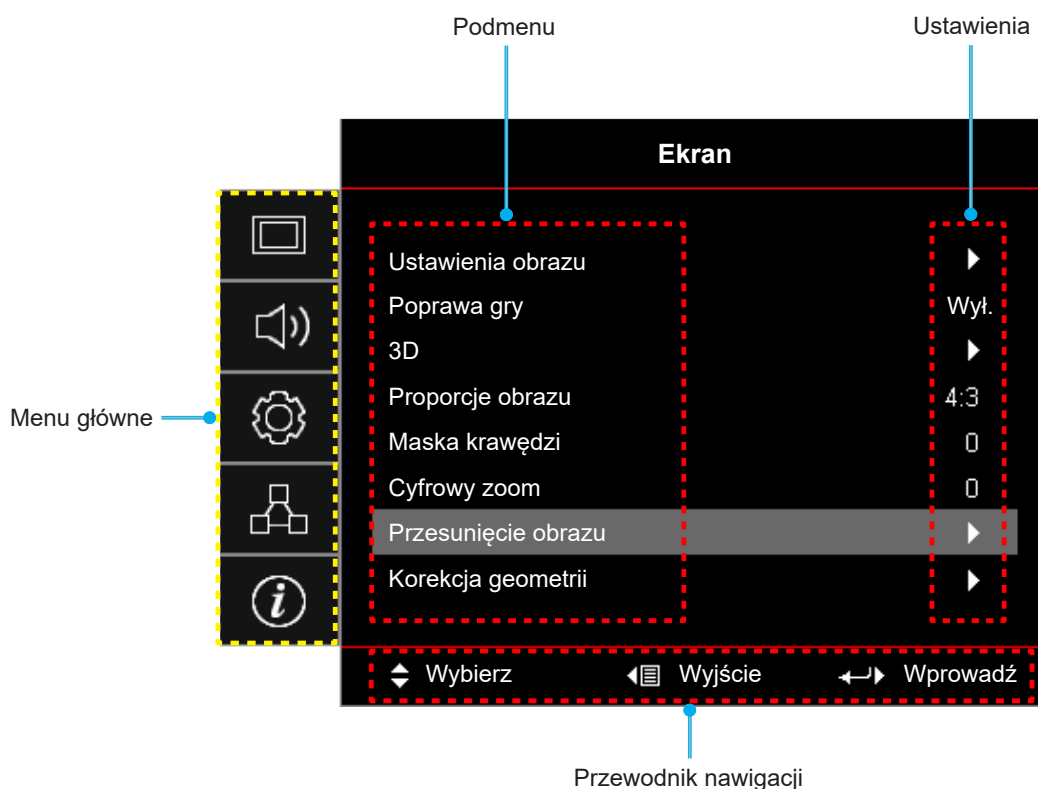 Podmenu
Ustawienia
Ekran
Ustawienia obrazu
Poprawa gry Wył.
3D
Menu główne
Proporcje obrazu 4:3
Maska krawędzi 0
Cyfrowy zoom 0
Przesunięcie obrazu
Korekcja geometrii
i
Wybierz Wyjście Wprowadź
Przewodnik nawigacji